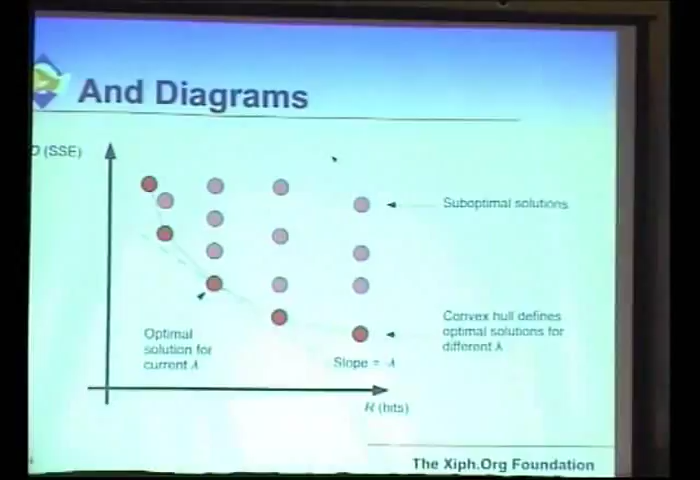 And Diagrams
D (SSE)
Suboptimal solutions
Convex hull defines
optimal solutions for
different λ
Optimal
solution for
current λ
Slope = -λ
R (bits)
The Xiph.Org Foundation